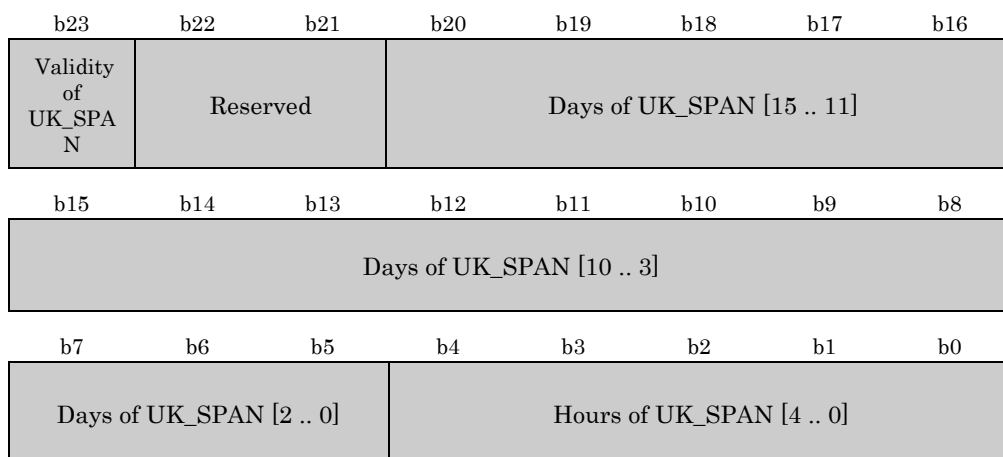 b23 b22 b21 b20 b19 b18 b17 b16
Validity
of
UK_SPA
N
Reserved
Days of UK_SPAN [15 .. 11]
b15 b14 b13 b12 b11 b10 b9 b8
Days of UK_SPAN [10 .. 3]
b7 b6 b5 b4 b3 b2 b1 b0
Days of UK_SPAN [2 .. 0] Hours of UK_SPAN [4 .. 0]